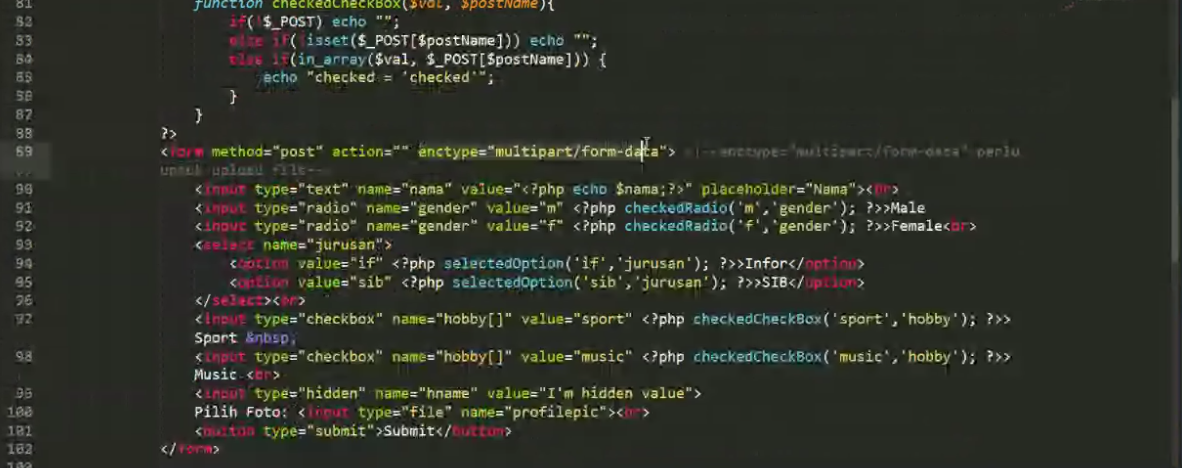 81 function checkedCheckBox($val, $postName){
82 if(!$_POST) echo "";
83 else if(!isset($_POST[$postName])) echo "";
84 else if(in_array($val, $_POST[$postName])) {
85 echo "checked = 'checked'";
86 }
87 }
88 ?>
89 <form method="post" action="" enctype="multipart/form-data"> <!--enctype="multipart/form-data" perlu
untuk upload file--
90 <input type="text" name="nama" value="<?php echo $nama;?>" placeholder="Nama"><br>
91 <input type="radio" name="gender" value="m" <?php checkedRadio('m','gender'); ?>>Male
92 <input type="radio" name="gender" value="f" <?php checkedRadio('f','gender'); ?>>Female<br>
93 <select name="jurusan">
94 <option value="if" <?php selectedOption('if','jurusan'); ?>>Infor</option>
95 <option value="sib" <?php selectedOption('sib','jurusan'); ?>>SIB</option>
96 </select><br>
97 <input type="checkbox" name="hobby[]" value="sport" <?php checkedCheckBox('sport','hobby'); ?>>
Sport &nbsp;
98 <input type="checkbox" name="hobby[]" value="music" <?php checkedCheckBox('music','hobby'); ?>>
Music <br>
99 <input type="hidden" name="hname" value="I'm hidden value">
100 Pilih Foto: <input type="file" name="profilepic"><br>
101 <button type="submit">Submit</button>
102 </form>
103